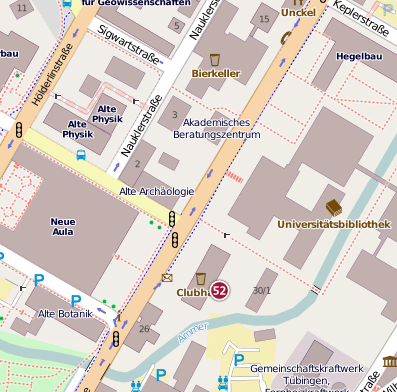 11
für Geowissenschaften
Unckel
15
Keplerstraße
5
Sigwartstraße
Nauklerstraße
Hölderlinstraße
Hegelbau
Bierkeller
Alte
Physik
3
Akademisches
Beratungszentrum
Alte
Physik
Nauklerstraße
2
Alte Archäologie
Neue
Aula
Universitätsbibliothek
P
P
P
52
30/1
Alte Botanik
26
Ammer
P
P
Gemeinschaftskraftwerk
Tübingen,